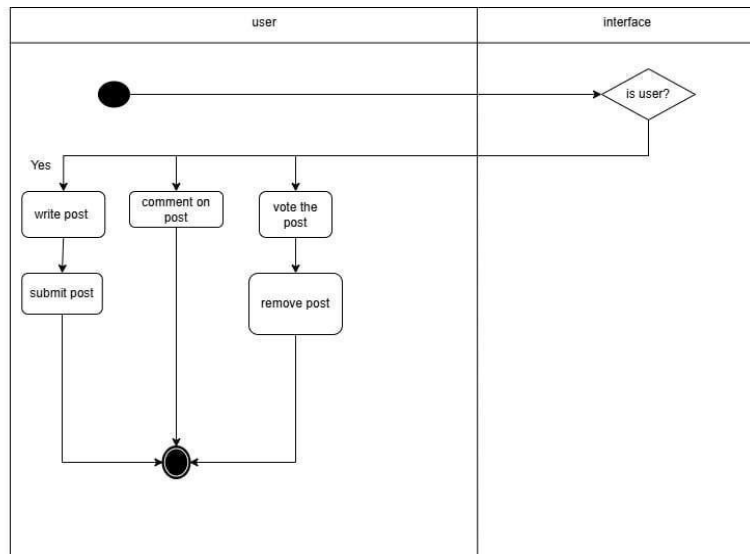 user
interface
is user?
Yes
write post
comment on
post
vote the
post
submit post
remove post